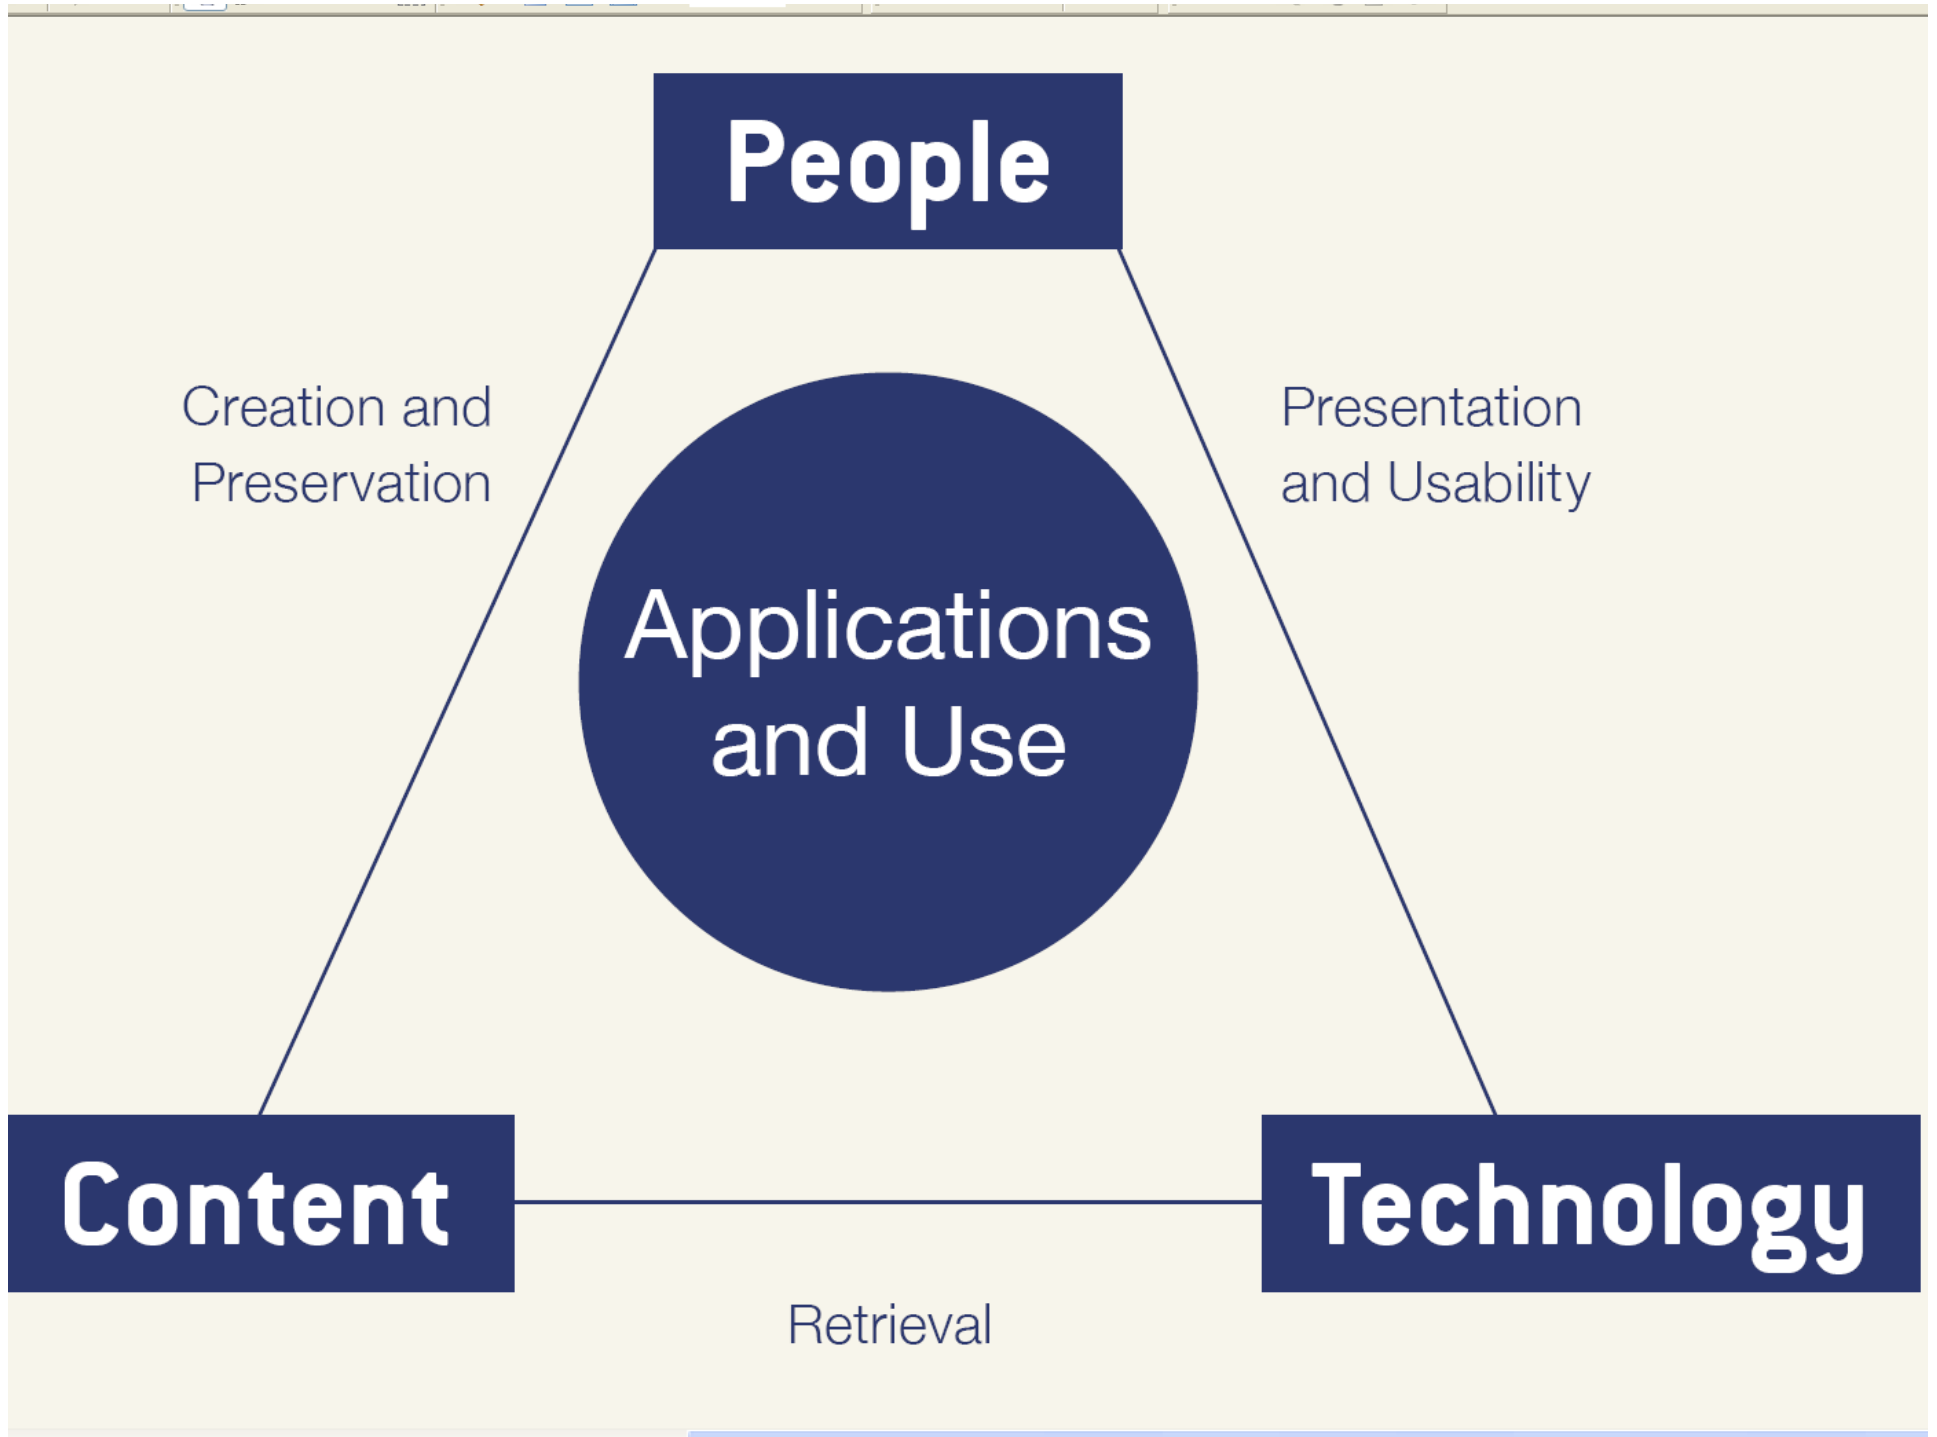 People
Creation and
Preservation
Presentation
and Usability
Applications
and Use
Content
Technology
Retrieval